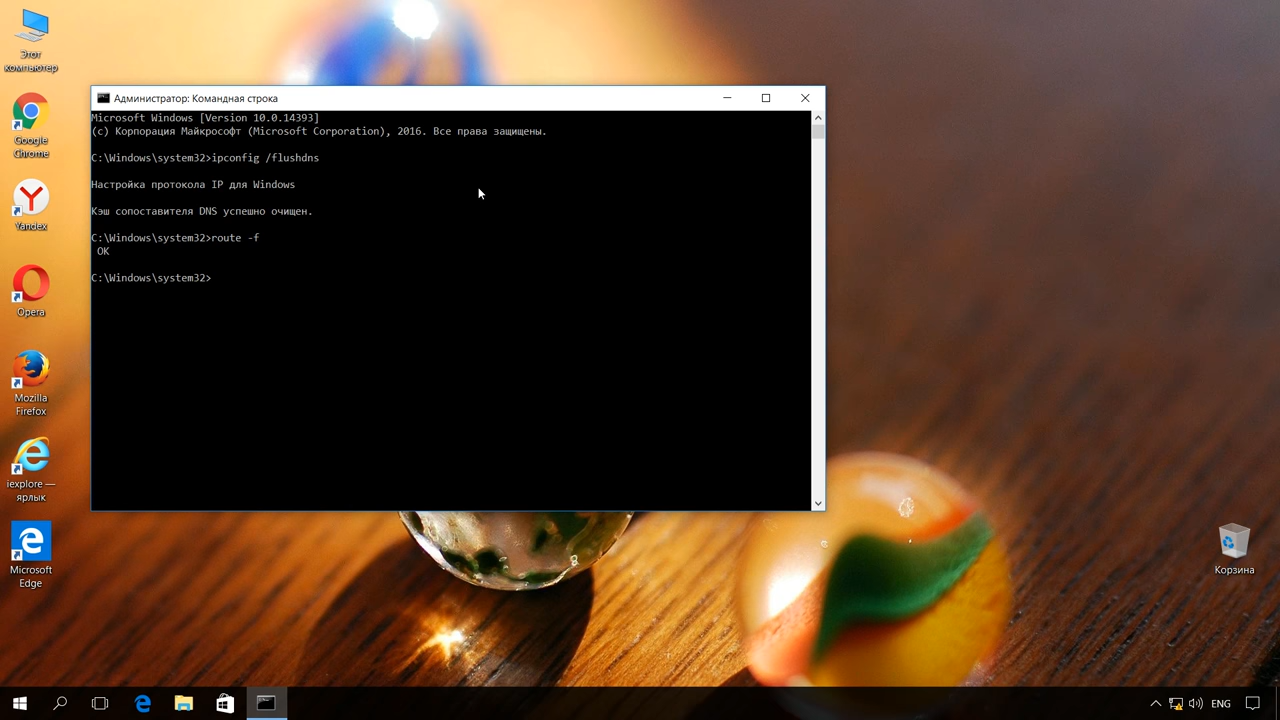 Этот
компьютер
Google
Chrome
Yandex
Opera
Mozilla
Firefox
iexplore —
ярлык
Microsoft
Edge
Администратор: Командная строка
Microsoft Windows [Version 10.0.14393]
(c) Корпорация Майкрософт (Microsoft Corporation), 2016. Все права защищены.
C:\Windows\system32>ipconfig /flushdns
Настройка протокола IP для Windows
Кэш сопоставителя DNS успешно очищен.
C:\Windows\system32>route -f
OK
C:\Windows\system32>
Корзина
ENG